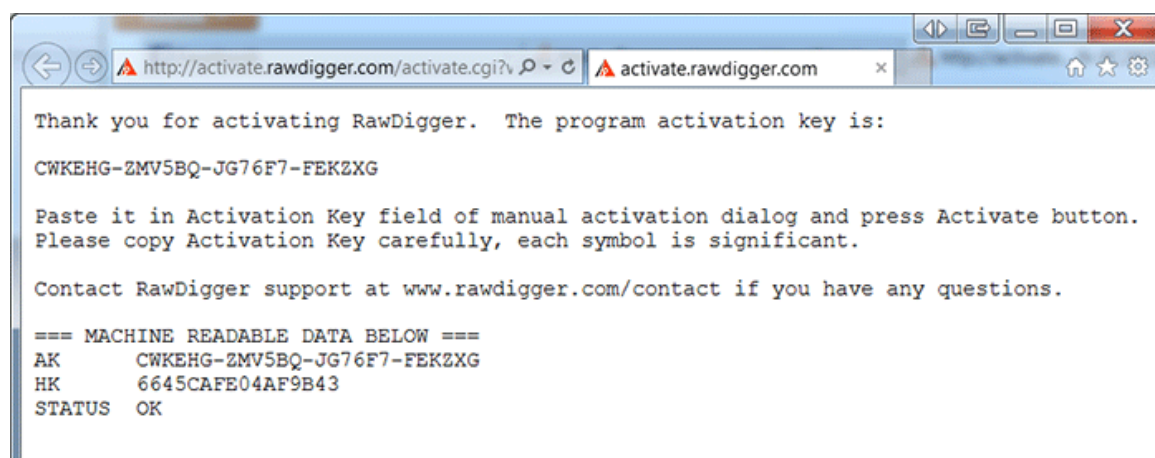 http://activate.rawdigger.com/activate.cgi?v
activate.rawdigger.com
Thank you for activating RawDigger. The program activation key is:
CWKEHG-ZMV5BQ-JG76F7-FEKZXG
Paste it in Activation Key field of manual activation dialog and press Activate button.
Please copy Activation Key carefully, each symbol is significant.
Contact RawDigger support at www.rawdigger.com/contact if you have any questions.
=== MACHINE READABLE DATA BELOW ===
AK CWKEHG-ZMV5BQ-JG76F7-FEKZXG
HK 6645CAFE04AF9B43
STATUS OK